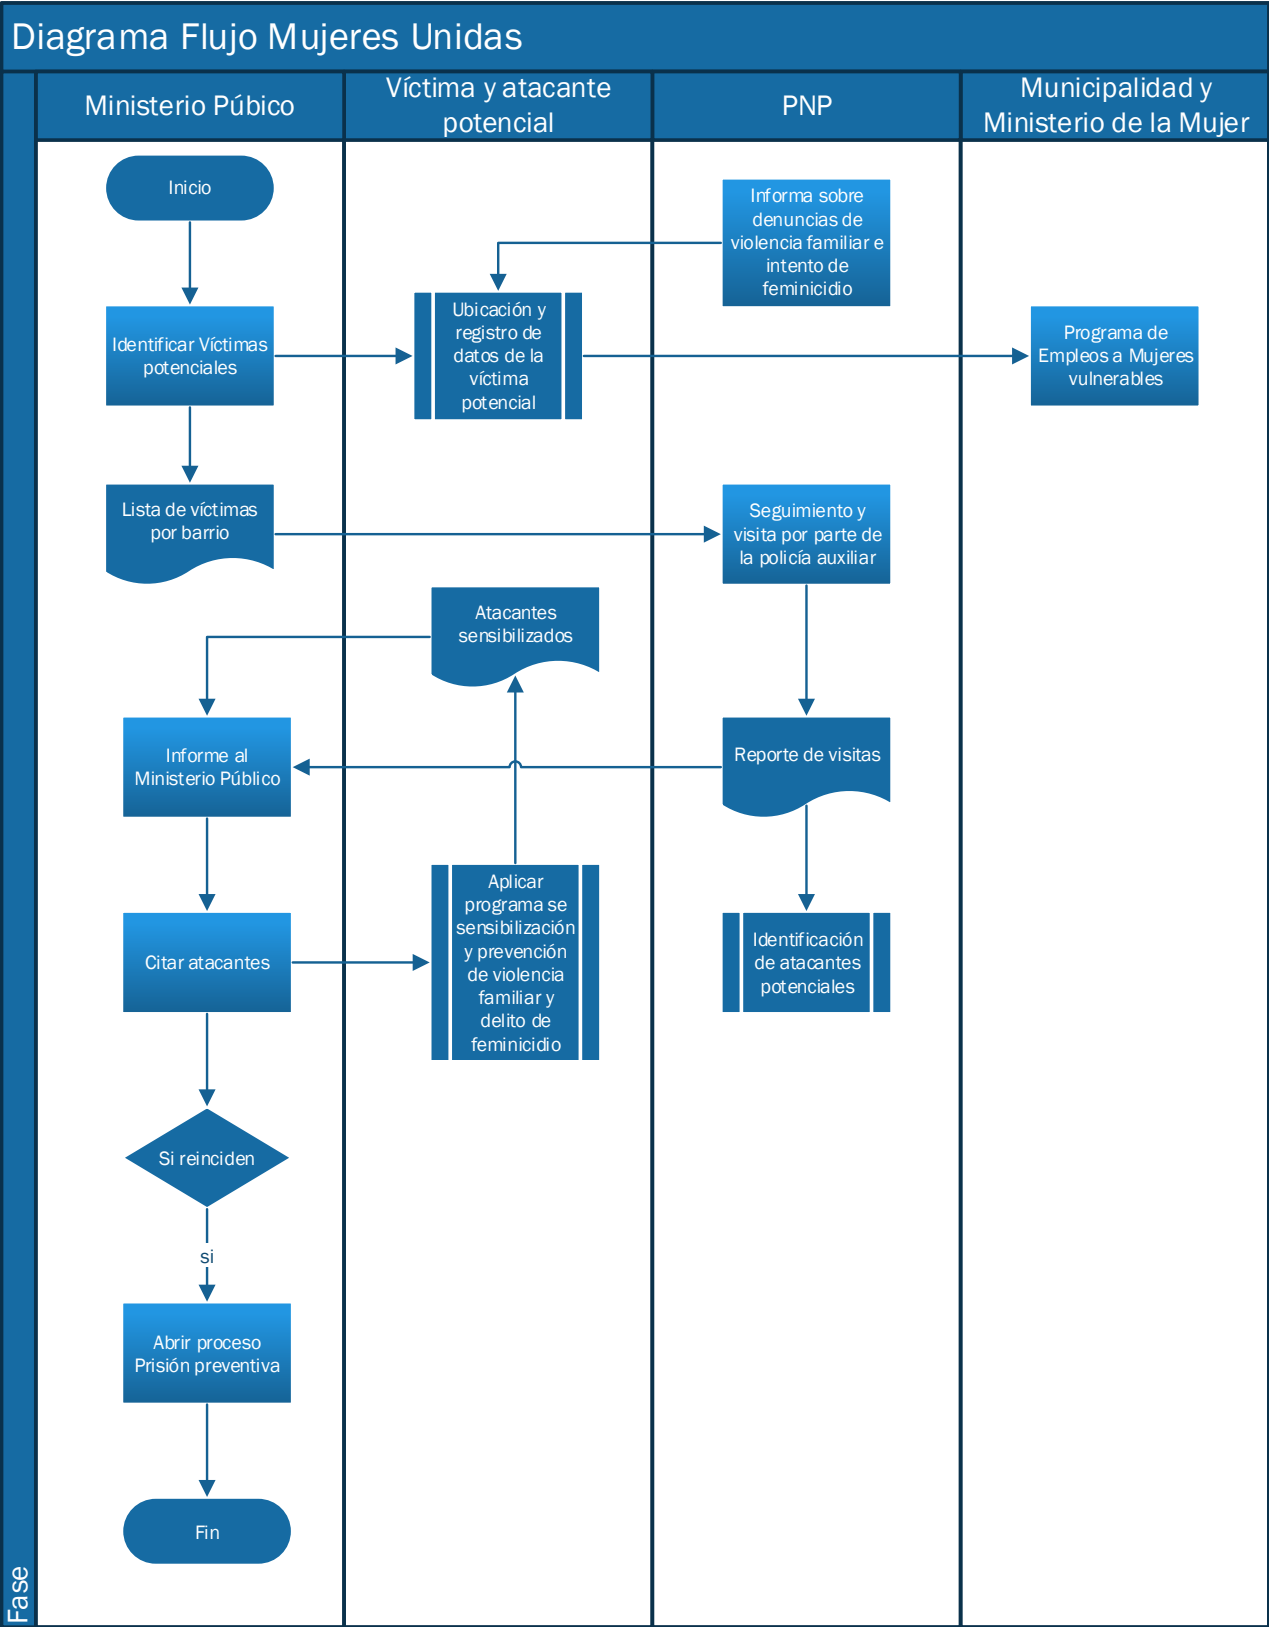 Diagrama Flujo Mujeres Unidas
Ministerio Púbico
Víctima y atacante
potencial
PNP
Municipalidad y
Ministerio de la Mujer
Inicio
Informa sobre
denuncias de
violencia familiar e
intento de
feminicidio
Identificar Víctimas
potenciales
Ubicación y
registro de
datos de la
víctima
potencial
Programa de
Empleos a Mujeres
vulnerables
Lista de víctimas
por barrio
Seguimiento y
visita por parte de
la policía auxiliar
Atacantes
sensibilizados
Informe al
Ministerio Público
Reporte de visitas
Citar atacantes
Aplicar
programa se
sensibilización
y prevención
de violencia
familiar y
delito de
feminicidio
Identificación
de atacantes
potenciales
Si reinciden
si
Abrir proceso
Prisión preventiva
Fin
Fase